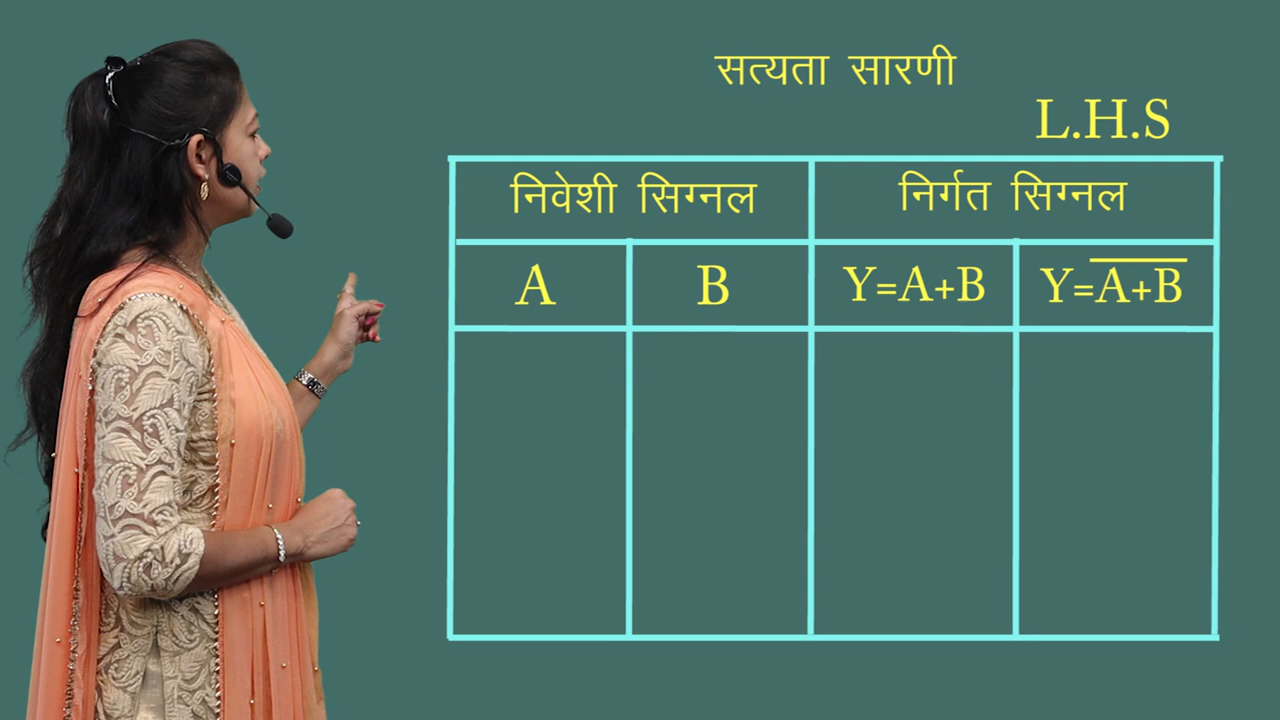 सत्यता सारणी
L.H.S
निवेशी सिग्नल निर्गत सिग्नल
A B Y=A+B Y=A̅+̅B̅